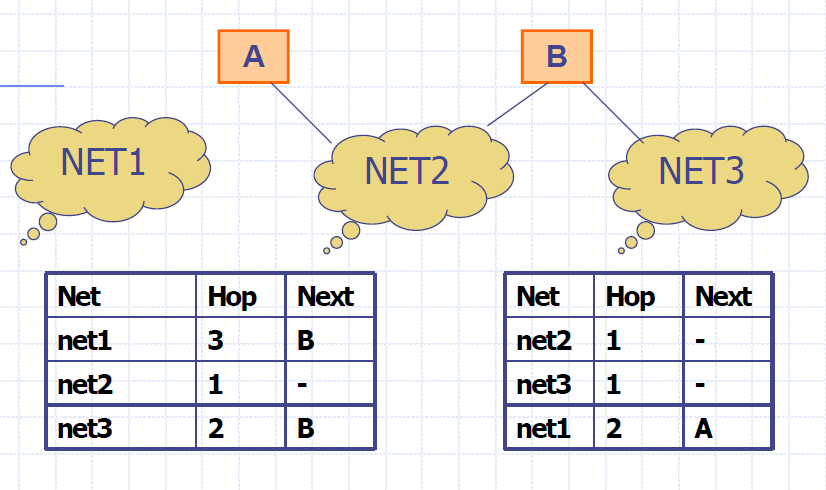 A
B
NET1
NET2
NET3
Net Hop Next
net1 3 B
net2 1 -
net3 2 B
Net Hop Next
net2 1 -
net3 1 -
net1 2 A